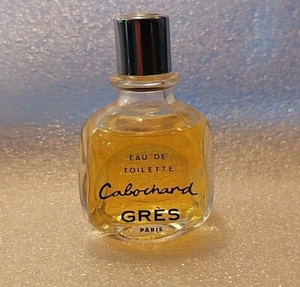 EAU DE
TOILETTE
Cabochard
GRÈS
PARIS